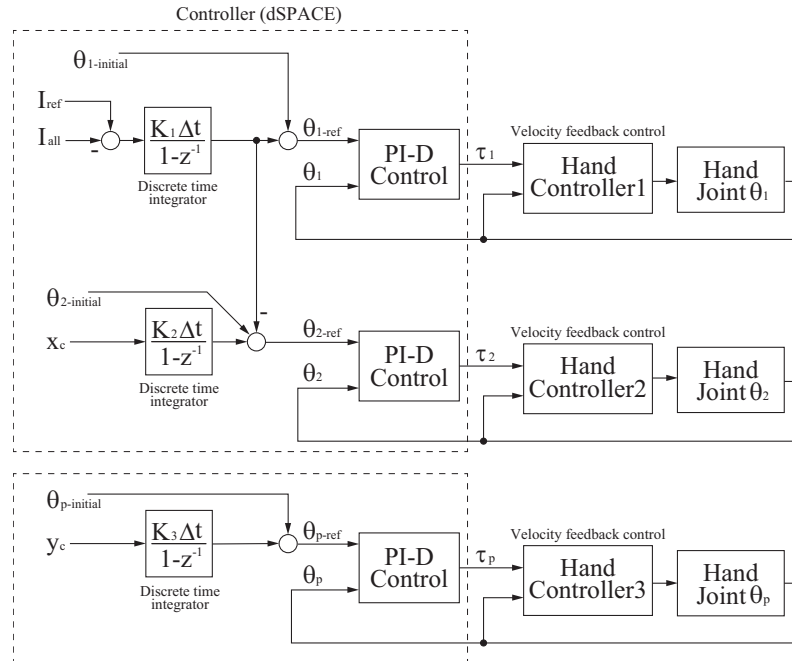 Controller (dSPACE)
θ1-initial
Iref
Iall
-
K1Δt
1-z-1
Discrete time
integrator
θ1-ref
θ1
PI-D
Control
τ1
Velocity feedback control
Hand
Controller1
Hand
Joint θ1
θ2-initial
-
xc
K2Δt
1-z-1
Discrete time
integrator
θ2-ref
θ2
PI-D
Control
τ2
Velocity feedback control
Hand
Controller2
Hand
Joint θ2
θp-initial
yc
K3Δt
1-z-1
Discrete time
integrator
θp-ref
θp
PI-D
Control
τp
Velocity feedback control
Hand
Controller3
Hand
Joint θp